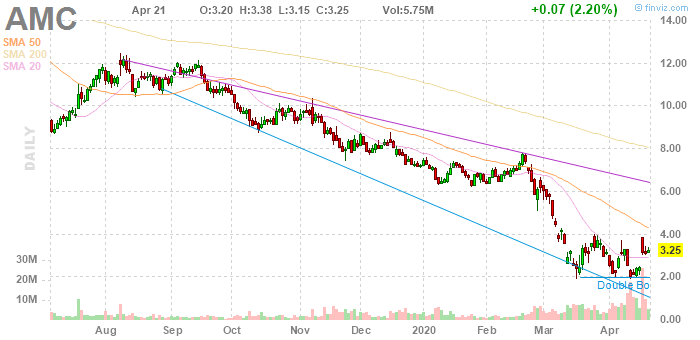 AMC Apr 21 O:3.20 H:3.38 L:3.15 C:3.25 Vol:5.75M +0.07 (2.20%)
© finviz.com
SMA 50
SMA 200
SMA 20
DAILY
14.00
12.00
10.00
8.00
6.00
4.00
3.25
2.00
0.00
30M
20M
10M
Double Bo
Aug Sep Oct Nov Dec 2020 Feb Mar Apr